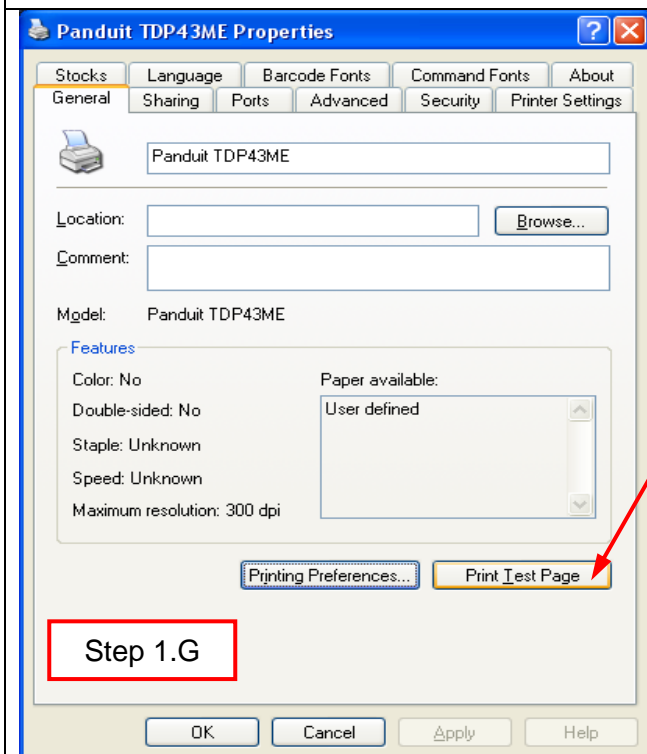 Panduit TDP43ME Properties
Stocks Language Barcode Fonts Command Fonts About
General Sharing Ports Advanced Security Printer Settings
Panduit TDP43ME
Location: Browse...
Comment:
Model: Panduit TDP43ME
Features
Color: No Paper available:
Double-sided: No User defined
Staple: Unknown
Speed: Unknown
Maximum resolution: 300 dpi
Printing Preferences... Print Test Page
Step 1.G
OK Cancel Apply Help